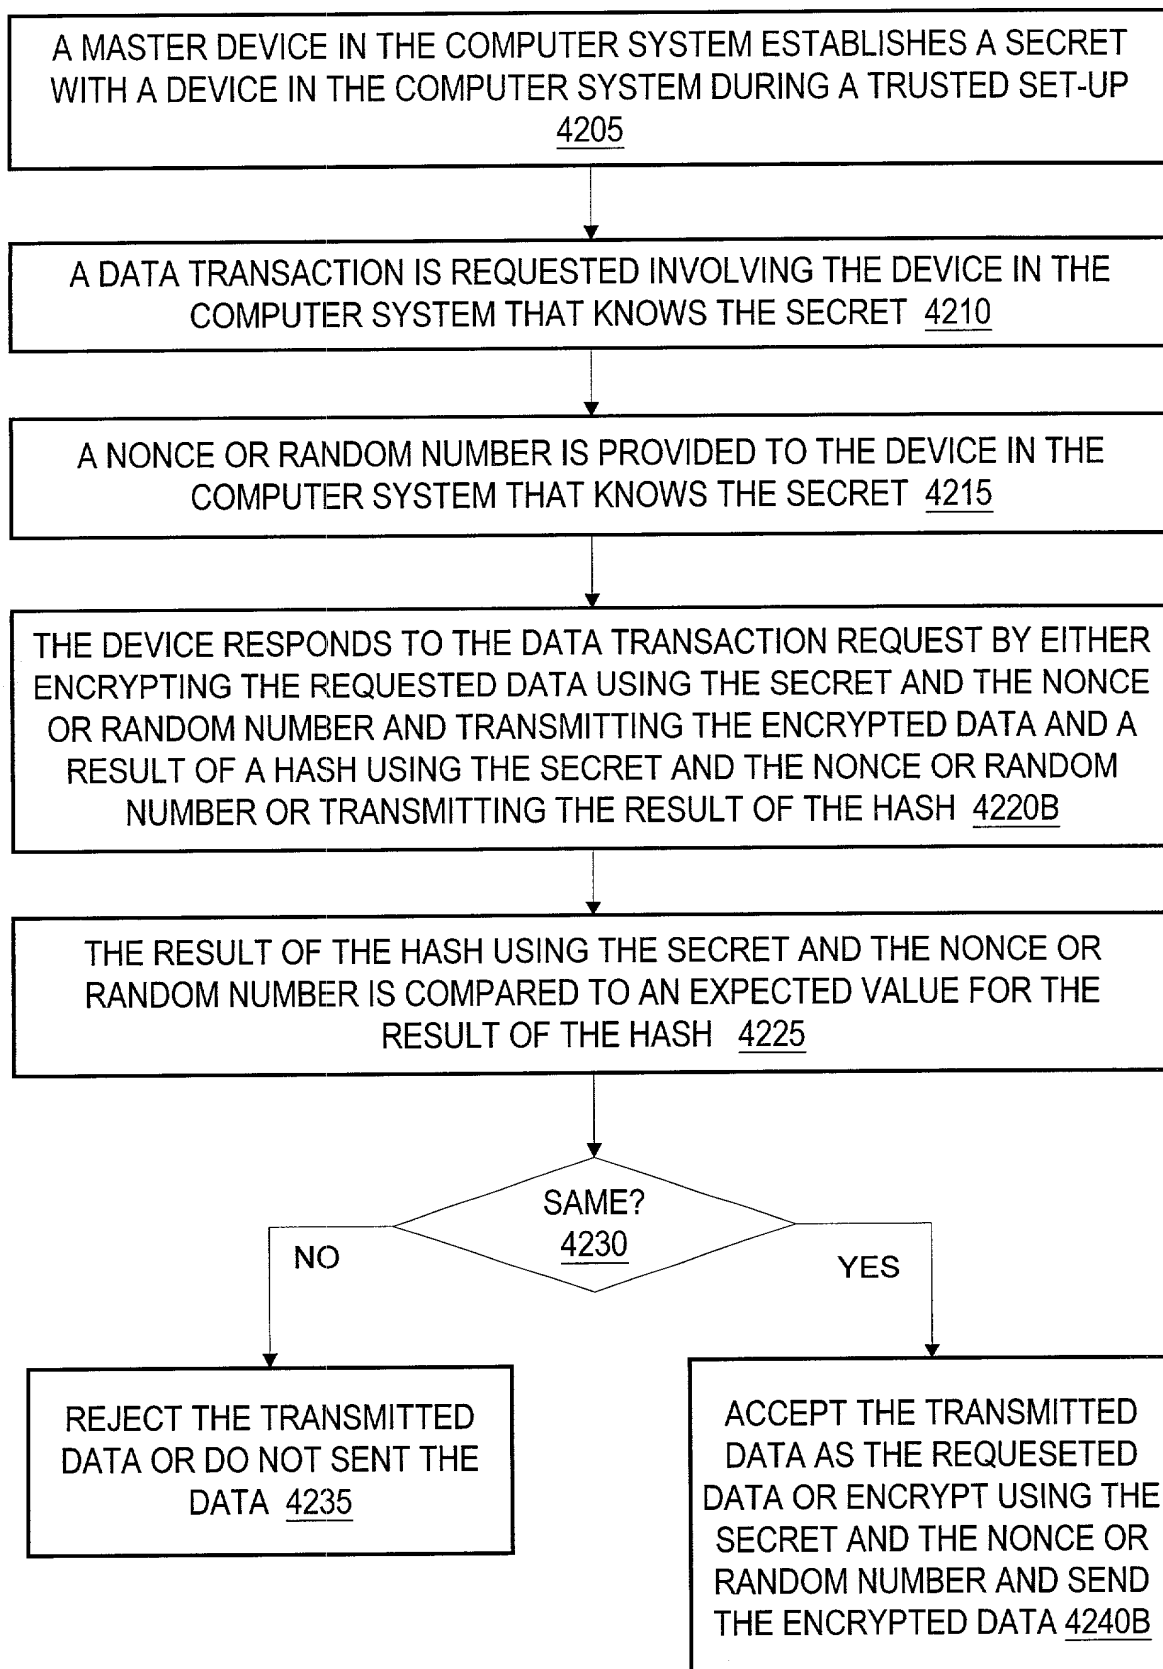 A MASTER DEVICE IN THE COMPUTER SYSTEM ESTABLISHES A SECRET
WITH A DEVICE IN THE COMPUTER SYSTEM DURING A TRUSTED SET-UP
4205
A DATA TRANSACTION IS REQUESTED INVOLVING THE DEVICE IN THE
COMPUTER SYSTEM THAT KNOWS THE SECRET 4210
A NONCE OR RANDOM NUMBER IS PROVIDED TO THE DEVICE IN THE
COMPUTER SYSTEM THAT KNOWS THE SECRET 4215
THE DEVICE RESPONDS TO THE DATA TRANSACTION REQUEST BY EITHER
ENCRYPTING THE REQUESTED DATA USING THE SECRET AND THE NONCE
OR RANDOM NUMBER AND TRANSMITTING THE ENCRYPTED DATA AND A
RESULT OF A HASH USING THE SECRET AND THE NONCE OR RANDOM
NUMBER OR TRANSMITTING THE RESULT OF THE HASH 4220B
THE RESULT OF THE HASH USING THE SECRET AND THE NONCE OR
RANDOM NUMBER IS COMPARED TO AN EXPECTED VALUE FOR THE
RESULT OF THE HASH 4225
SAME?
4230
NO
YES
REJECT THE TRANSMITTED
DATA OR DO NOT SENT THE
DATA 4235
ACCEPT THE TRANSMITTED
DATA AS THE REQUESETED
DATA OR ENCRYPT USING THE
SECRET AND THE NONCE OR
RANDOM NUMBER AND SEND
THE ENCRYPTED DATA 4240B